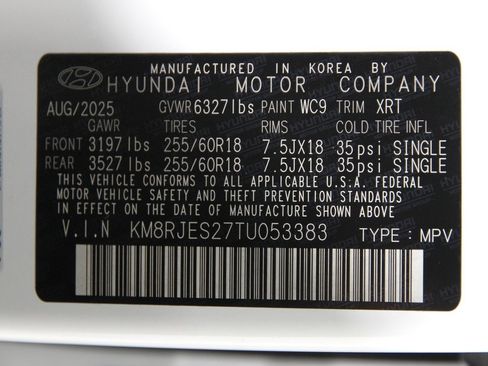 MANUFACTURED IN KOREA BY
HYUNDAI MOTOR COMPANY
AUG/2025 GVWR 6327lbs PAINT WC9 TRIM XRT
GAWR TIRES RIMS COLD TIRE INFL
FRONT 3197lbs 255/60R18 7.5JX18 35psi SINGLE
REAR 3527lbs 255/60R18 7.5JX18 35psi SINGLE
THIS VEHICLE CONFORMS TO ALL APPLICABLE U.S.A. FEDERAL
MOTOR VEHICLE SAFETY, BUMPER, AND THEFT PREVENTION STANDARDS
IN EFFECT ON THE DATE OF MANUFACTURE SHOWN ABOVE.
V.I.N KM8RJES27TU053383 TYPE : MPV